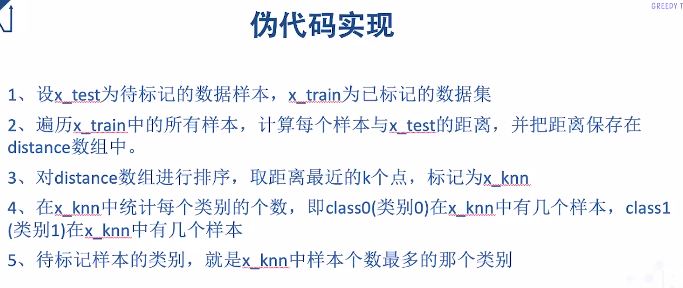 GREEDY T
伪代码实现
1、设x_test为待标记的数据样本，x_train为已标记的数据集
2、遍历x_train中的所有样本，计算每个样本与x_test的距离，并把距离保存在
distance数组中。
3、对distance数组进行排序，取距离最近的k个点，标记为x_knn
4、在x_knn中统计每个类别的个数，即class0(类别0)在x_knn中有几个样本，class1
(类别1)在x_knn中有几个样本
5、待标记样本的类别，就是x_knn中样本个数最多的那个类别